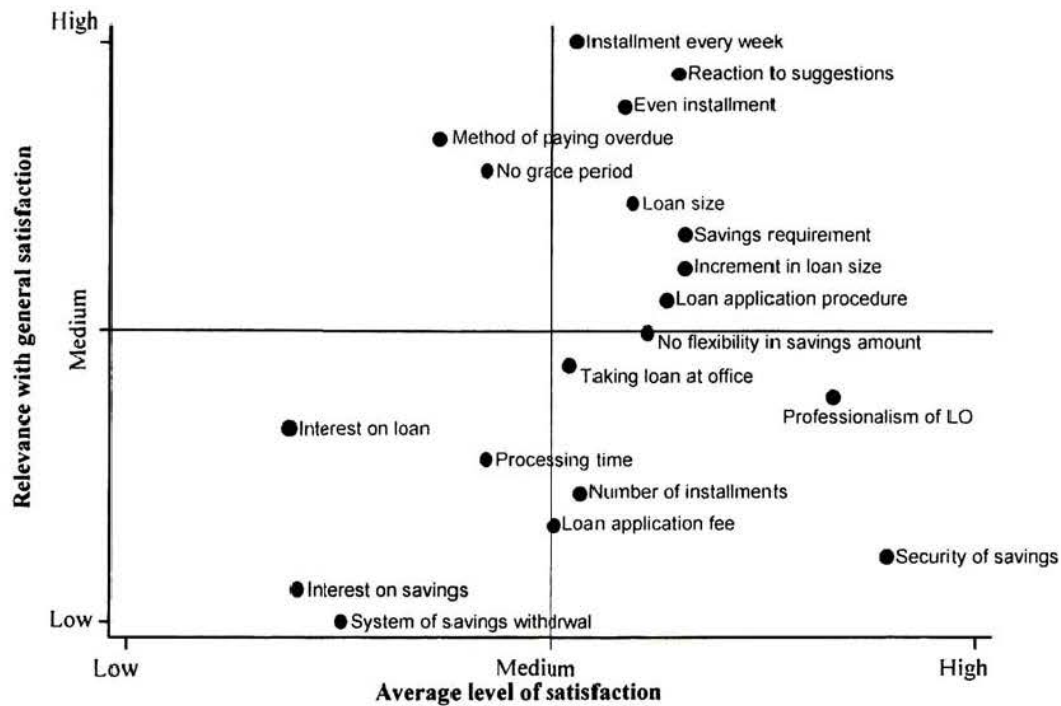 High
Installment every week
Reaction to suggestions
Even installment
Method of paying overdue
No grace period
Loan size
Savings requirement
Increment in loan size
Loan application procedure
Relevance with general satisfaction
Medium
No flexibility in savings amount
Taking loan at office
Professionalism of LO
Interest on loan
Processing time
Number of installments
Loan application fee
Security of savings
Interest on savings
Low
System of savings withdrwal
Low
Medium
High
Average level of satisfaction